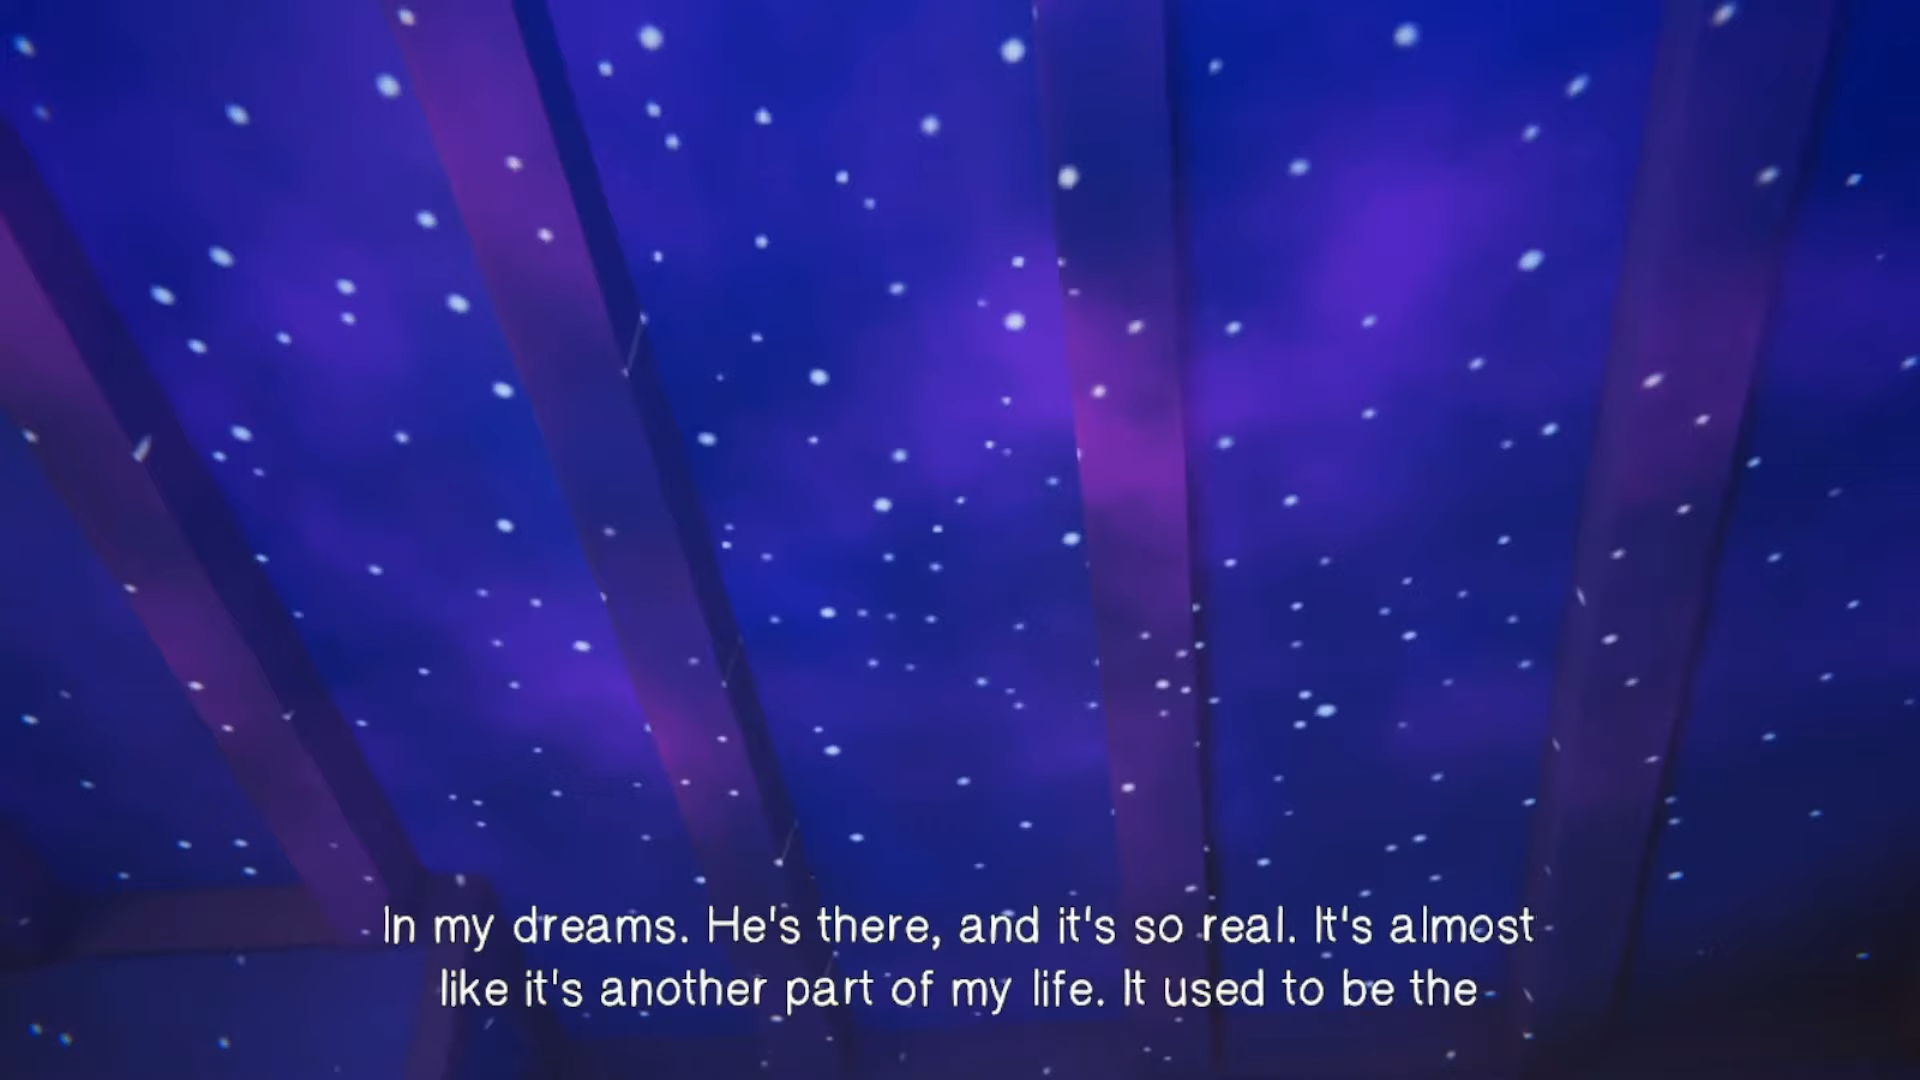 In my dreams. He's there, and it's so real. It's almost
like it's another part of my life. It used to be the